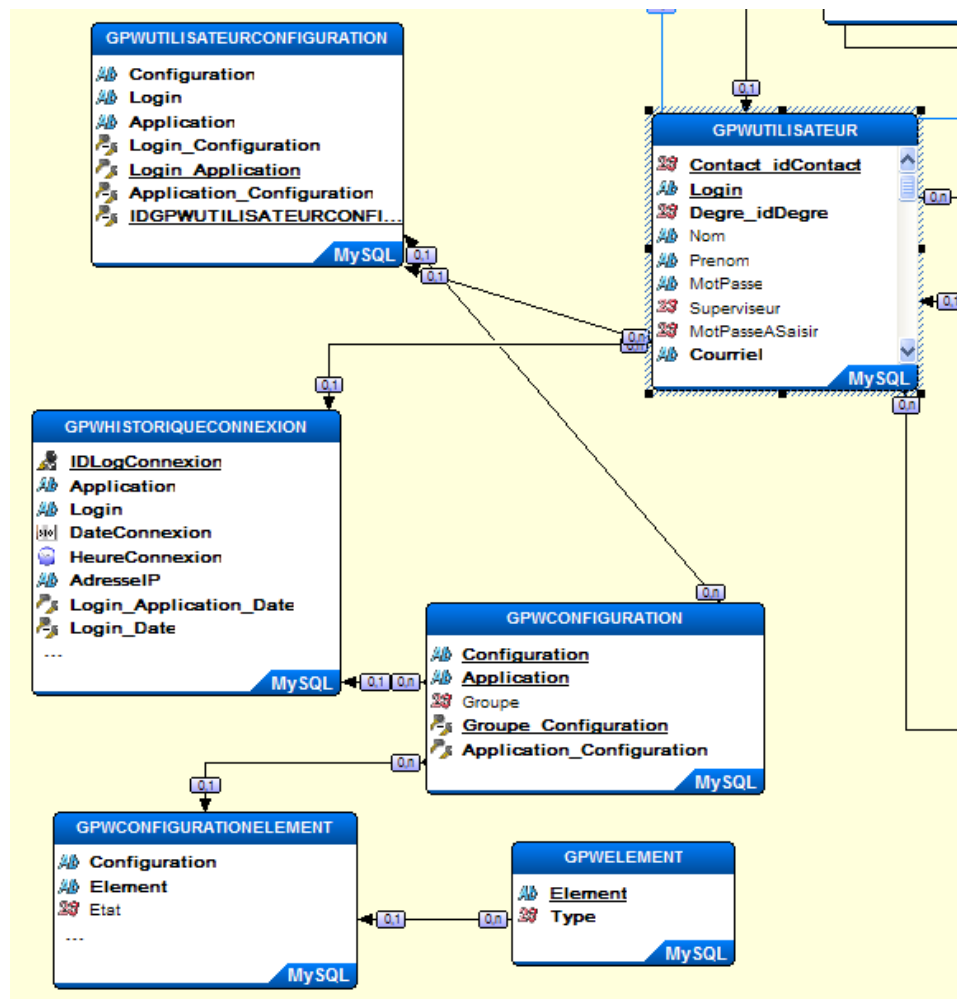 GPWUTILISATEURCONFIGURATION
Configuration
Login
Application
Login_Configuration
Login_Application
Application_Configuration
IDGPWUTILISATEURCONFI...
MySQL
0,1
0,1
0,1
GPWUTILISATEUR
Contact_idContact
Login
Degre_idDegre
Nom
Prenom
MotPasse
Superviseur
MotPasseASaisir
Courriel
MySQL
0,n
0,1
0,n
0,n
0,n
0,1
GPWHISTORIQUECONNEXION
IDLogConnexion
Application
Login
DateConnexion
HeureConnexion
AdresseIP
Login_Application_Date
Login_Date
...
MySQL
0,1
0,n
0,n
GPWCONFIGURATION
Configuration
Application
Groupe
Groupe_Configuration
Application_Configuration
MySQL
0,n
0,1
GPWCONFIGURATIONELEMENT
Configuration
Element
Etat
...
MySQL
0,1
0,n
GPWELEMENT
Element
Type
MySQL